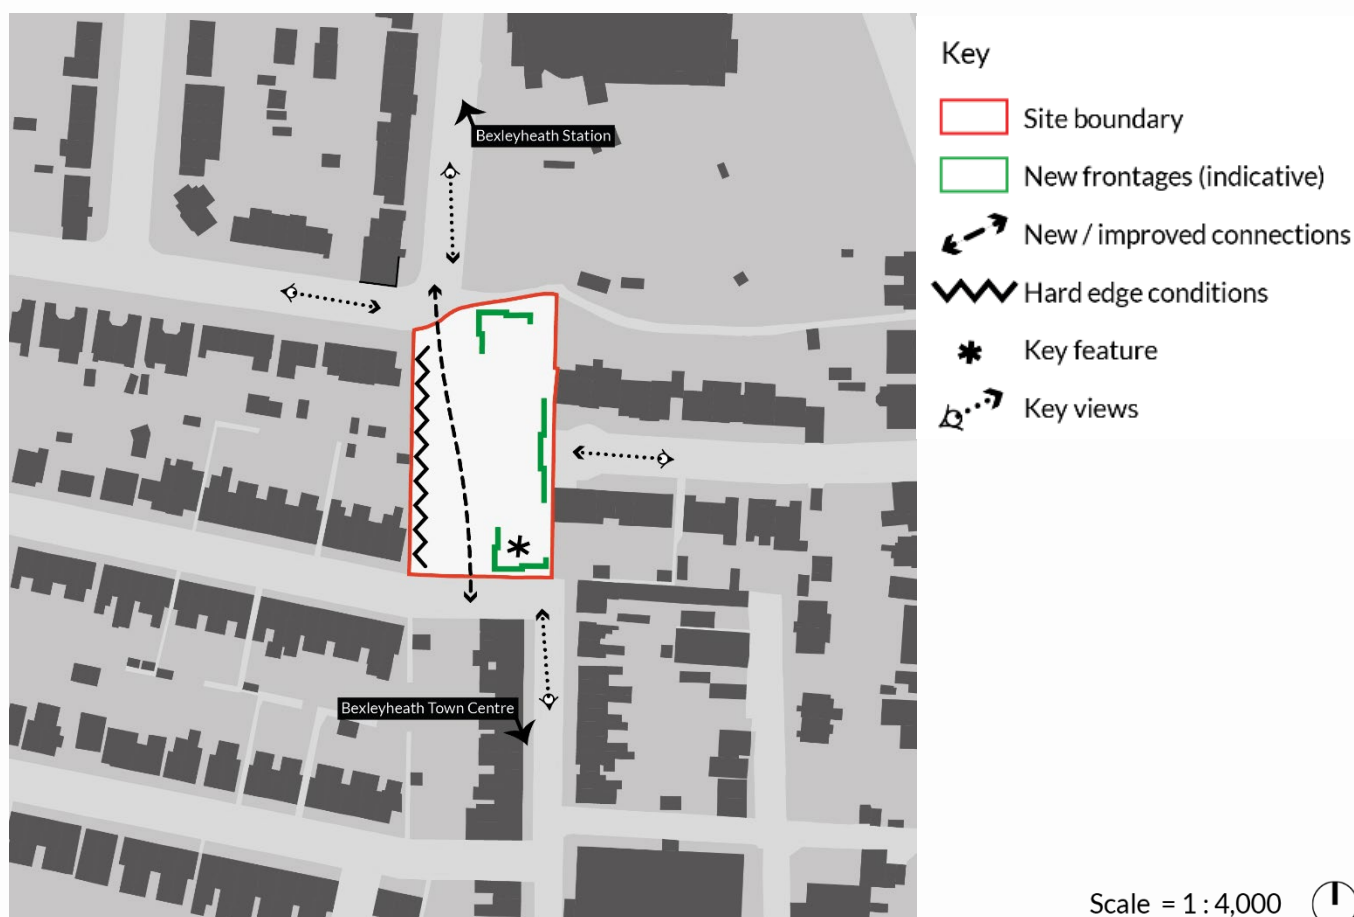 Bexleyheath Station
Bexleyheath Town Centre
Key
Site boundary
New frontages (indicative)
New / improved connections
Hard edge conditions
Key feature
Key views
Scale = 1 : 4,000